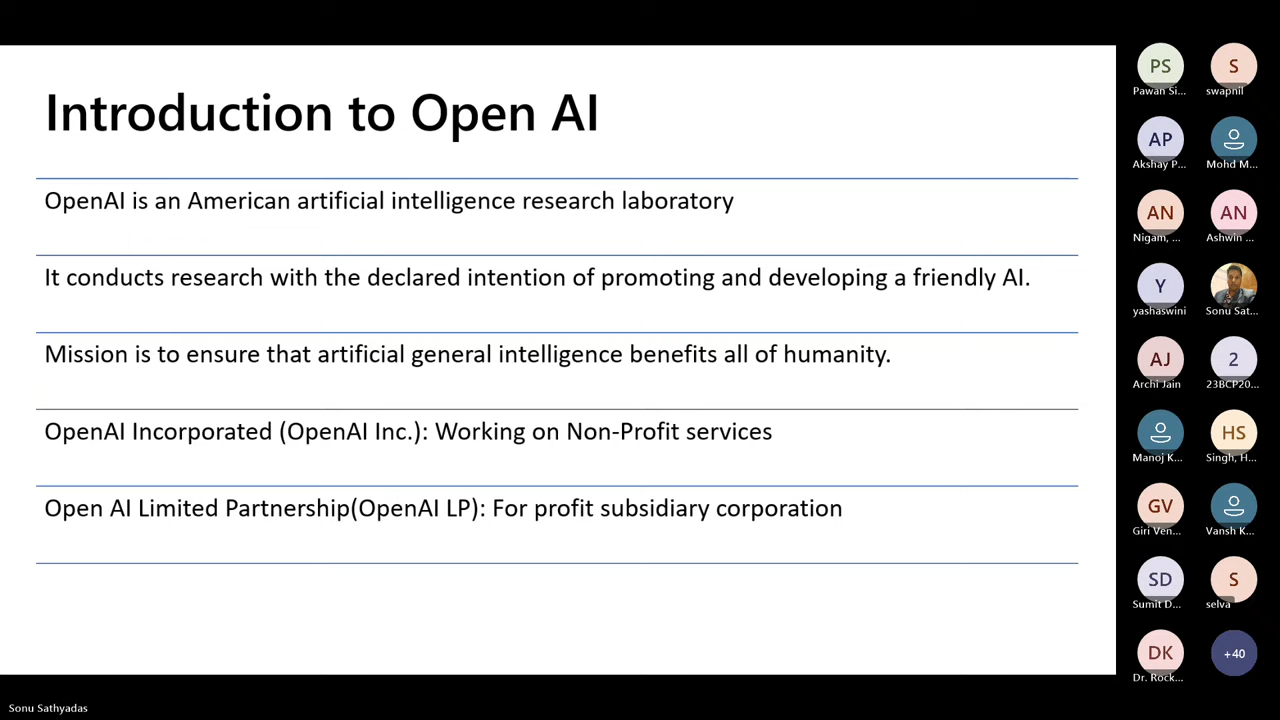 Introduction to Open AI
OpenAI is an American artificial intelligence research laboratory
It conducts research with the declared intention of promoting and developing a friendly AI.
Mission is to ensure that artificial general intelligence benefits all of humanity.
OpenAI Incorporated (OpenAI Inc.): Working on Non-Profit services
Open AI Limited Partnership(OpenAI LP): For profit subsidiary corporation
PS S
Pawan Si... swapnil
AP
Akshay P... Mohd M...
AN AN
Nigam, ... Ashwin ...
Y
yashaswini Sonu Sat...
AJ 2
Archi Jain 23BCP20...
HS
Manoj K... Singh, H...
GV
Giri Ven... Vansh K...
SD S
Sumit D... selva
DK +40
Dr. Rock...
Sonu Sathyadas